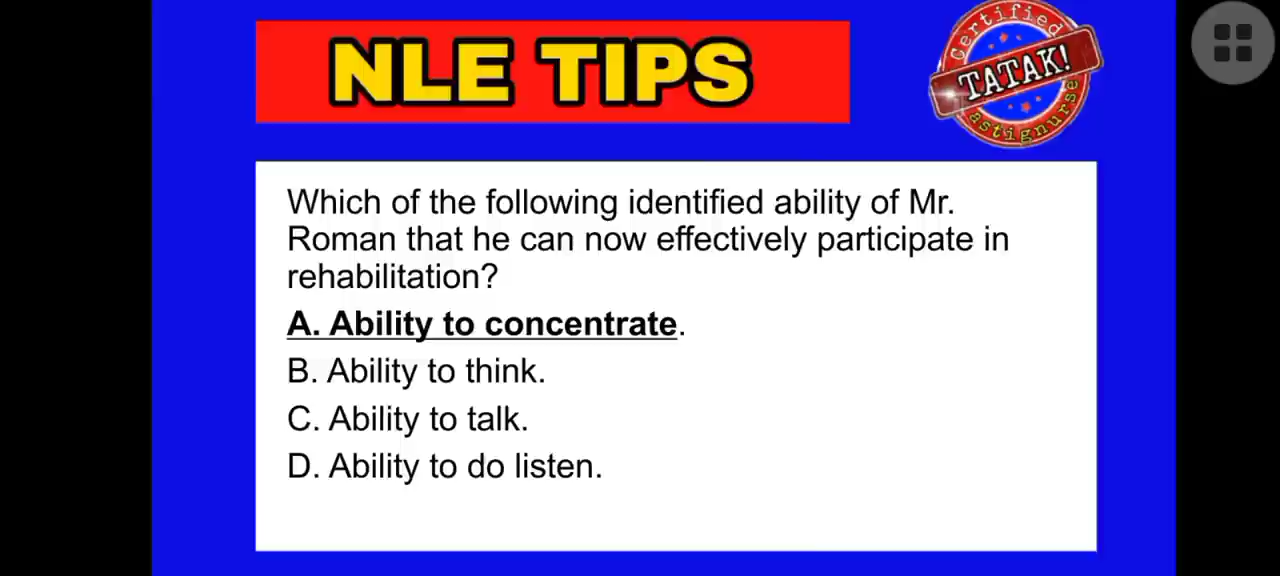 NLE TIPS
Certified
TATAK!
astignurse
Which of the following identified ability of Mr.
Roman that he can now effectively participate in
rehabilitation?
A. Ability to concentrate.
B. Ability to think.
C. Ability to talk.
D. Ability to do listen.